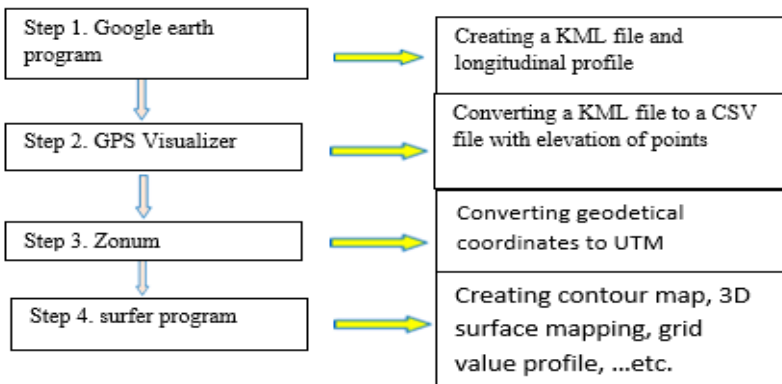 Step 1. Google earth
program
Creating a KML file and
longitudinal profile
Step 2. GPS Visualizer
Converting a KML file to a CSV
file with elevation of points
Step 3. Zonum
Converting geodetical
coordinates to UTM
Step 4. surfer program
Creating contour map, 3D
surface mapping, grid
value profile, ...etc.